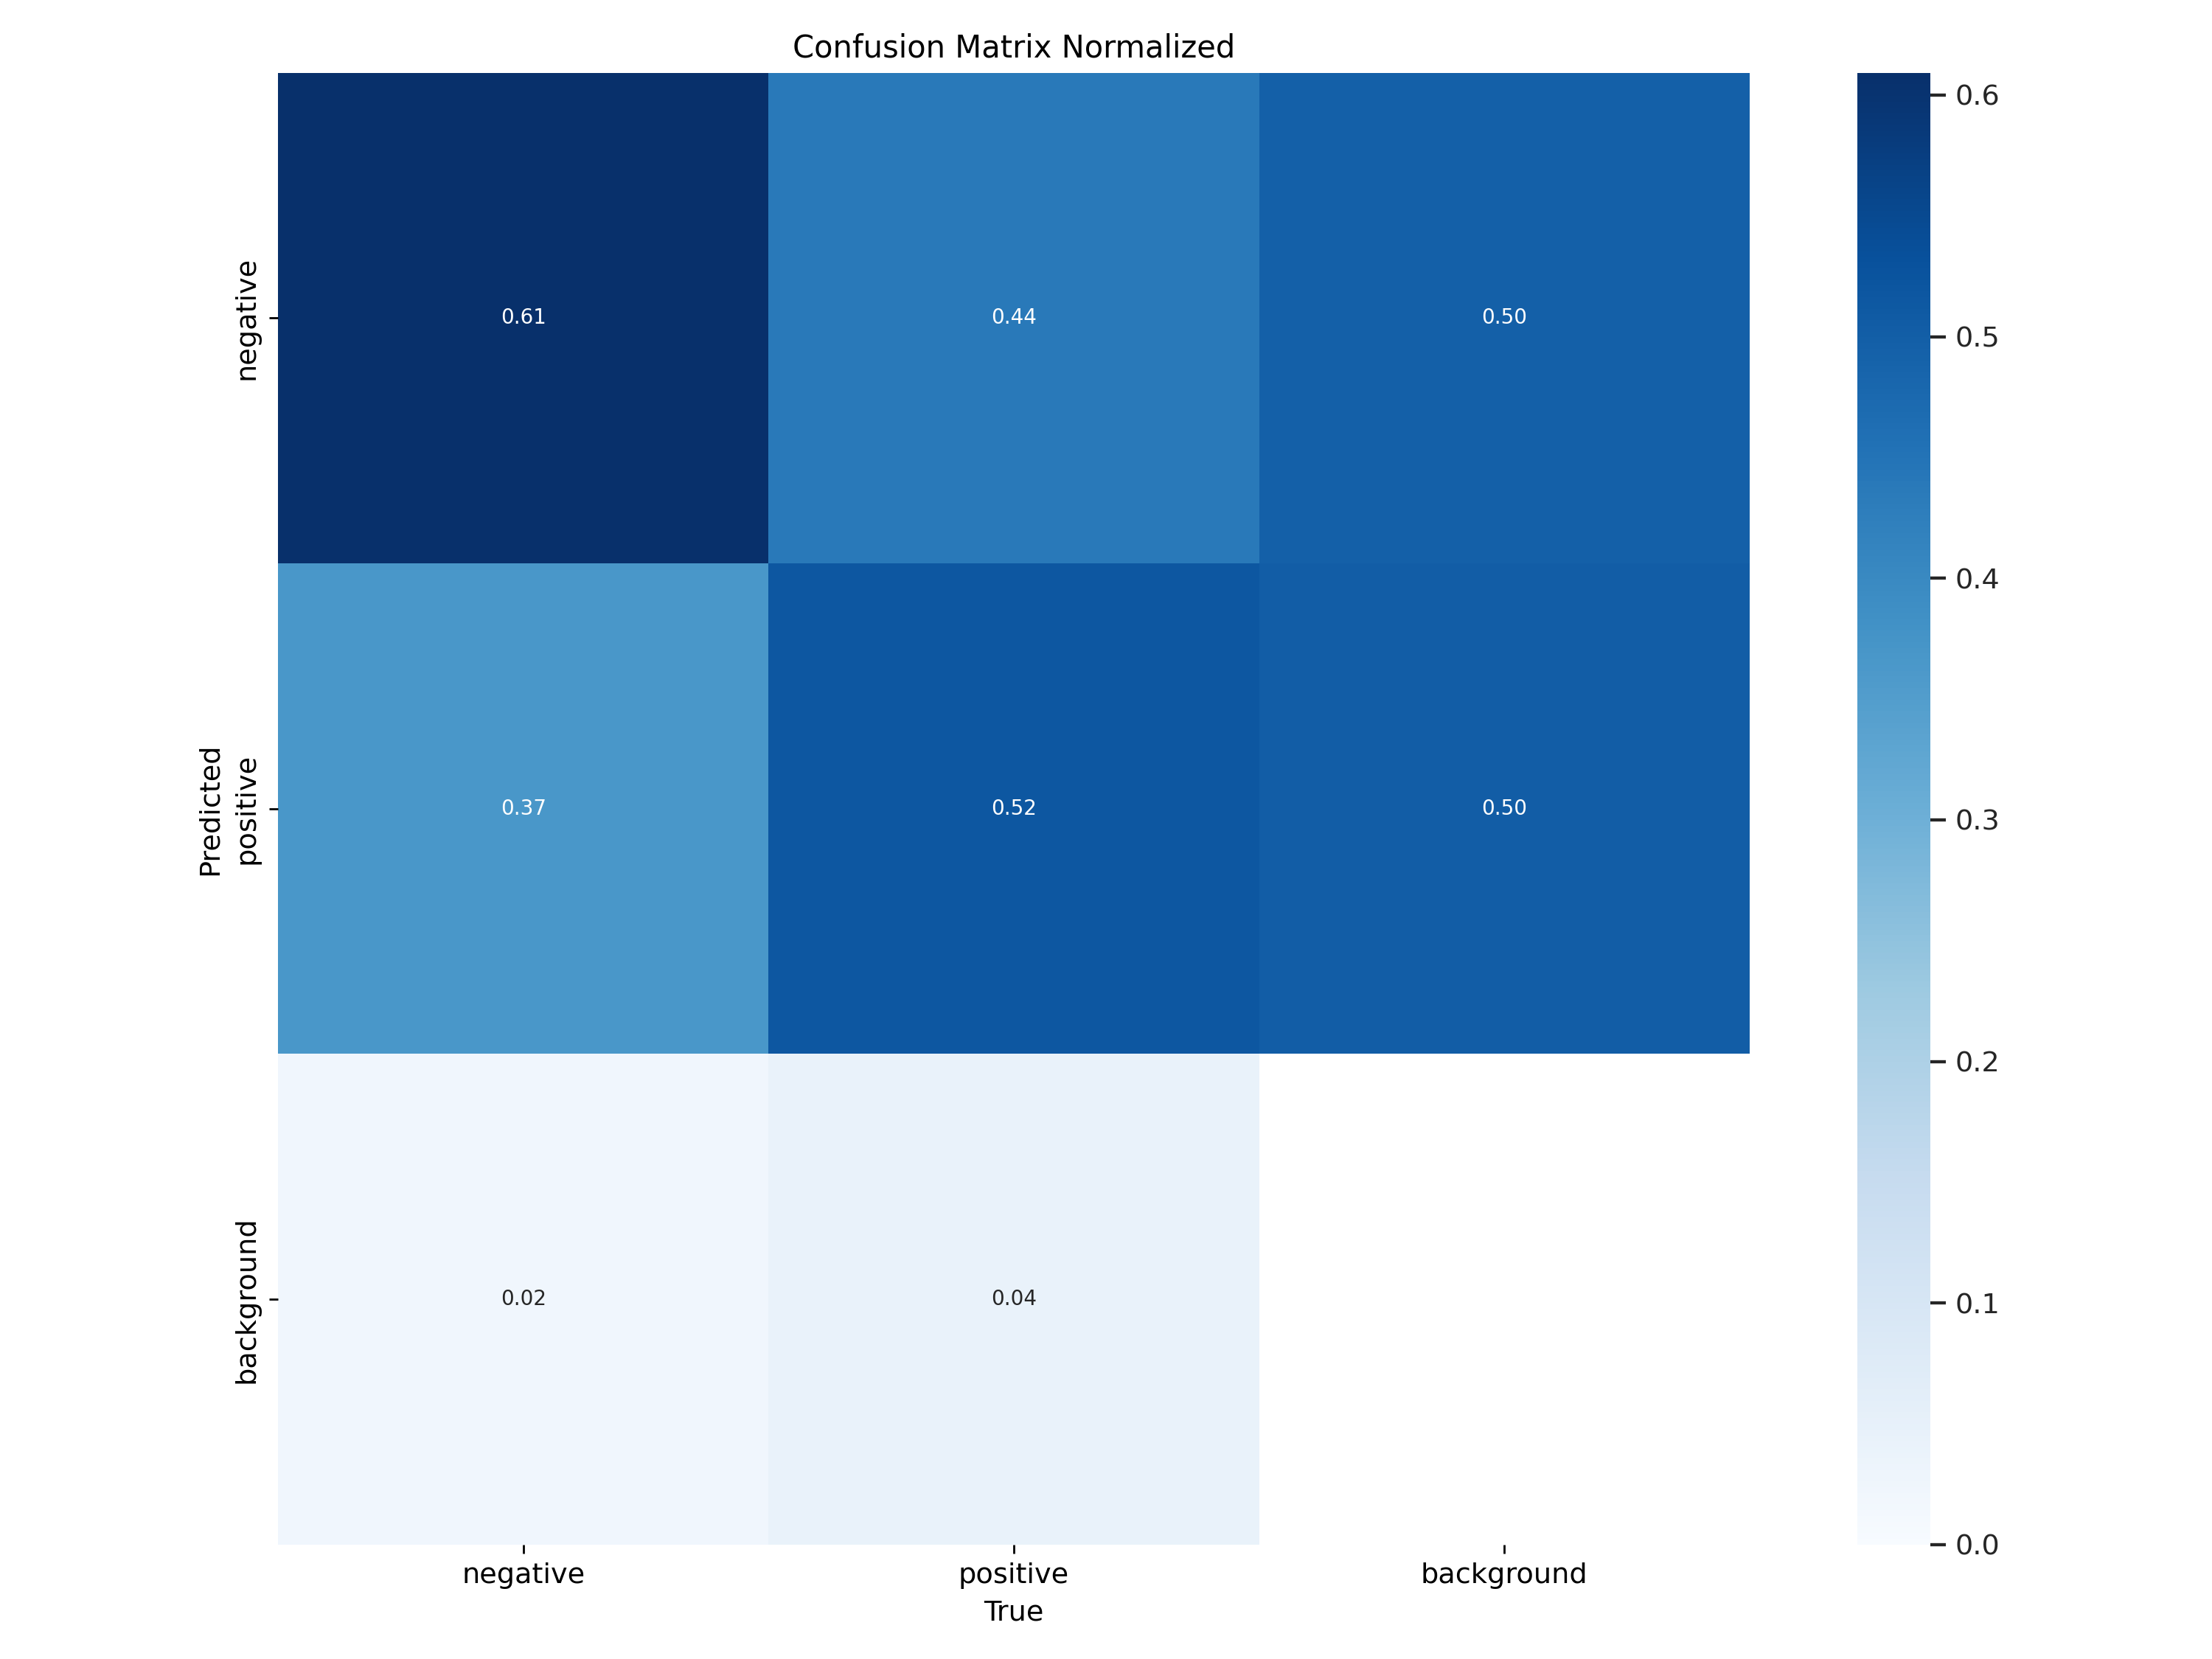 Confusion Matrix Normalized
negative
0.61
0.44
0.50
Predicted
positive
0.37
0.52
0.50
background
0.02
0.04
negative
positive
background
True
0.6
0.5
0.4
0.3
0.2
0.1
0.0